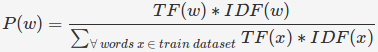 P(w) = TF(w) * IDF(w) / ∑∀ words x ∈ train dataset TF(x) * IDF(x)